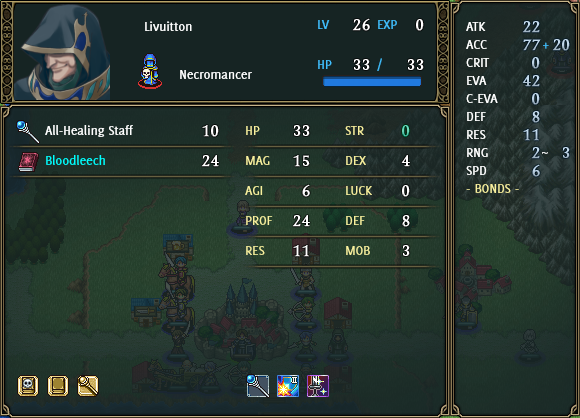 Livuitton
LV 26 EXP 0
Necromancer
HP 33 / 33
All-Healing Staff 10
Bloodleech 24
HP 33 STR 0
MAG 15 DEX 4
AGI 6 LUCK 0
PROF 24 DEF 8
RES 11 MOB 3
ATK 22
ACC 77 + 20
CRIT 0
EVA 42
C-EVA 0
DEF 8
RES 11
RNG 2~ 3
SPD 6
- BONDS -